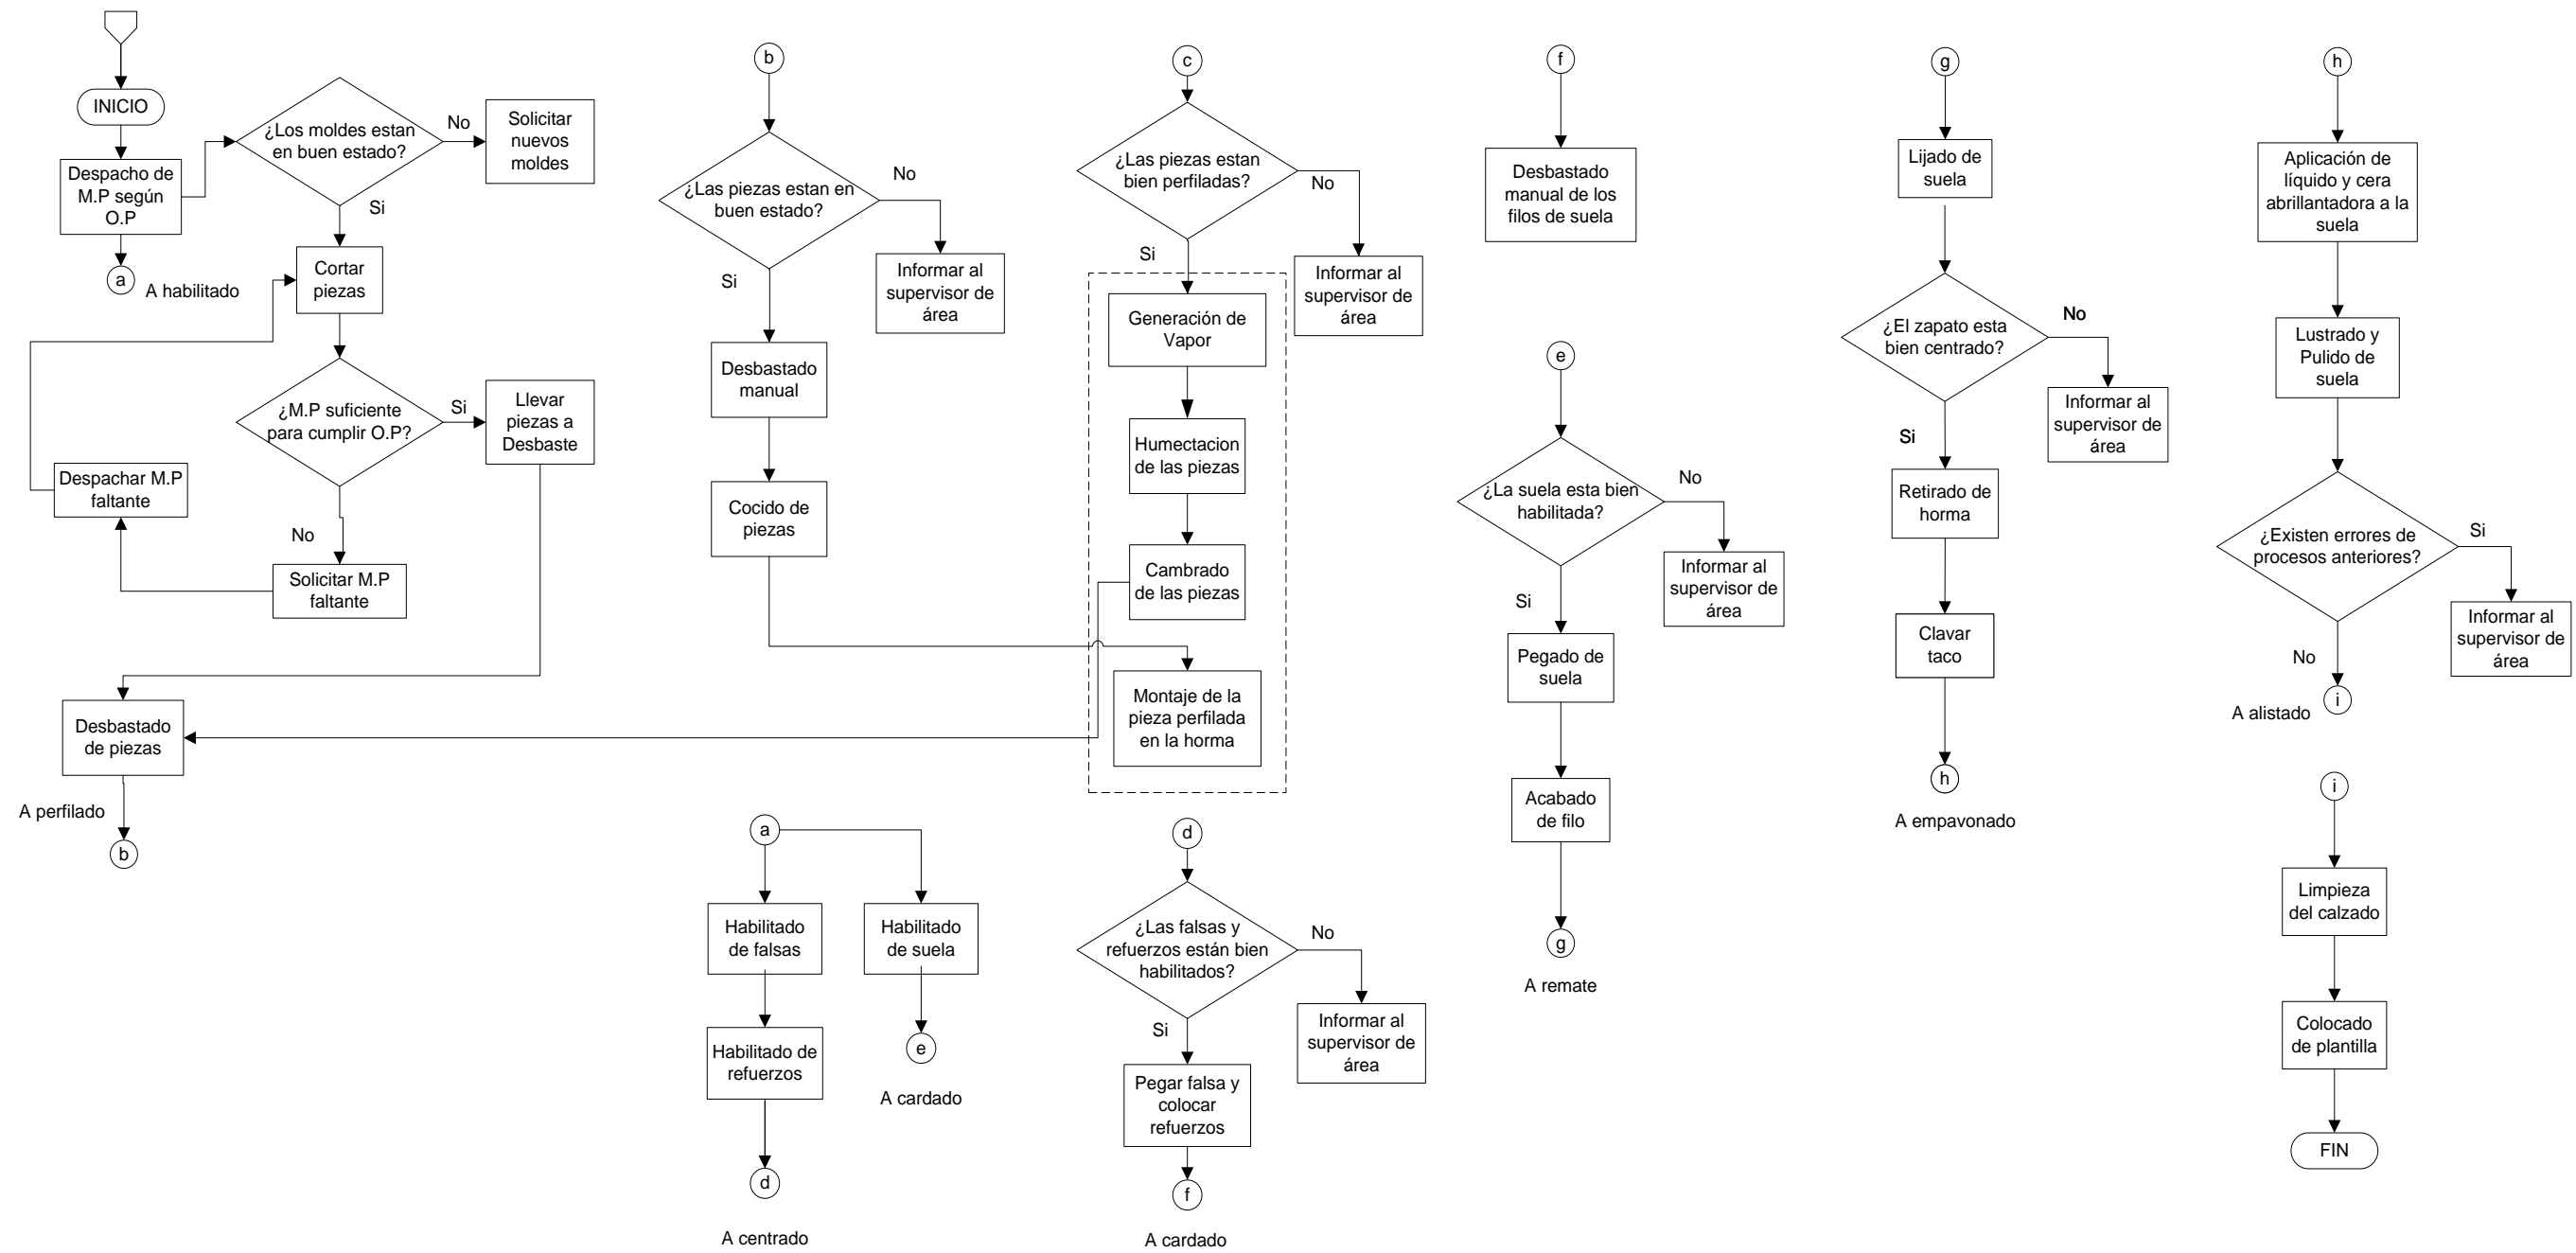 INICIO
Despacho de
M.P según
O.P
a
A habilitado
¿Los moldes estan
en buen estado?
No
Solicitar
nuevos
moldes
Si
Cortar
piezas
¿M.P suficiente
para cumplir O.P?
Si
Llevar
piezas a
Desbaste
Despachar M.P
faltante
No
Solicitar M.P
faltante
Desbastado
de piezas
A perfilado
b
b
¿Las piezas estan en
buen estado?
No
Informar al
supervisor de
área
Si
Desbastado
manual
Cocido de
piezas
a
Habilitado
de falsas
Habilitado
de suela
Habilitado de
refuerzos
e
A cardado
d
A centrado
c
¿Las piezas estan
bien perfiladas?
No
Si
Informar al
supervisor de
área
Generación de
Vapor
Humectacion
de las piezas
Cambrado
de las piezas
Montaje de la
pieza perfilada
en la horma
d
¿Las falsas y
refuerzos están bien
habilitados?
No
Informar al
supervisor de
área
Si
Pegar falsa y
colocar
refuerzos
f
A cardado
f
Desbastado
manual de los
filos de suela
e
¿La suela esta bien
habilitada?
No
Informar al
supervisor de
área
Si
Pegado de
suela
Acabado
de filo
g
A remate
g
Lijado de
suela
¿El zapato esta
bien centrado?
No
Informar al
supervisor de
área
Si
Retirado de
horma
Clavar
taco
h
A empavonado
h
Aplicación de
líquido y cera
abrillantadora a la
suela
Lustrado y
Pulido de
suela
¿Existen errores de
procesos anteriores?
Si
Informar al
supervisor de
área
No
A alistado
i
i
Limpieza
del calzado
Colocado
de plantilla
FIN